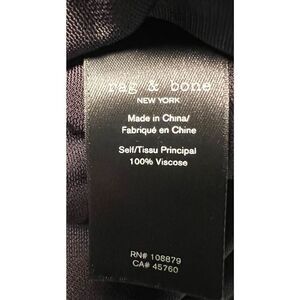 rag & bone
NEW YORK
Made in China/
Fabriqué en Chine
Self/Tissu Principal
100% Viscose
RN# 108879
CA# 45760